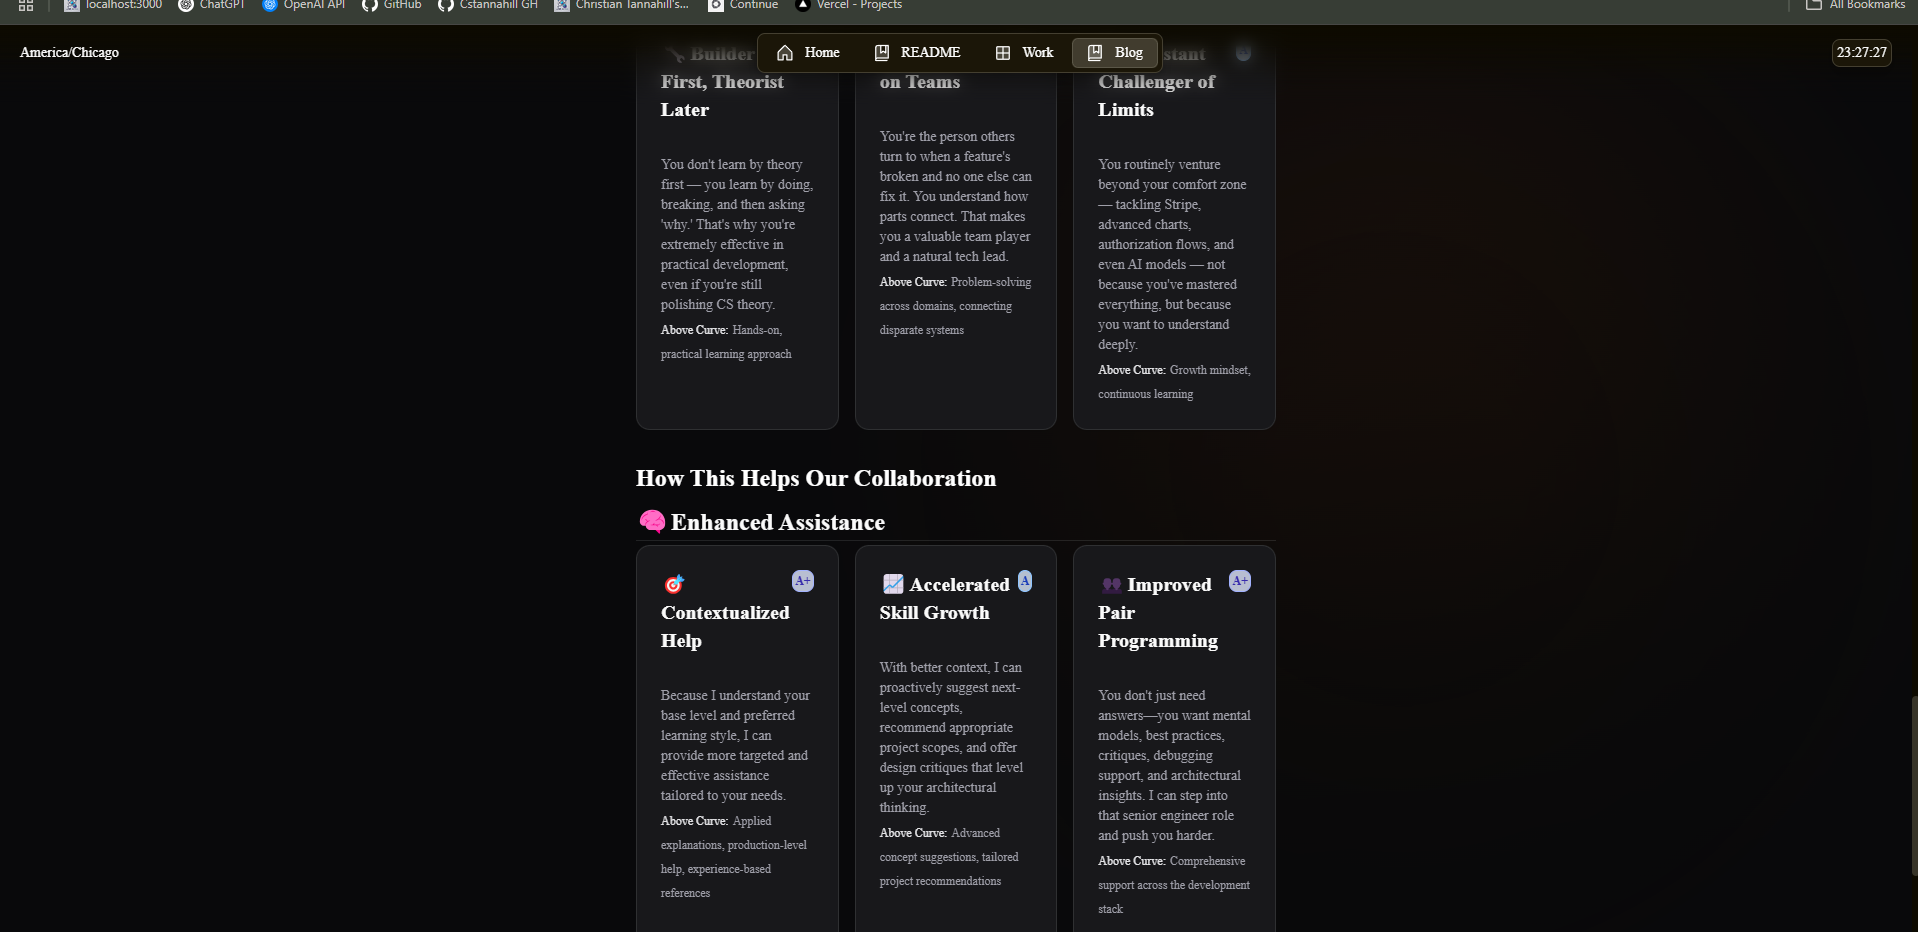 localhost:3000
ChatGPT
OpenAI API
GitHub
Cstannahill GH
Christian Tannahill's...
Continue
Vercel - Projects
All Bookmarks
America/Chicago
Home
README
Work
Blog
23:27:27
Builder
First, Theorist
Later
You don't learn by theory
first — you learn by doing,
breaking, and then asking
'why.' That's why you're
extremely effective in
practical development,
even if you're still
polishing CS theory.
Above Curve: Hands-on,
practical learning approach
on Teams
You're the person others
turn to when a feature's
broken and no one else can
fix it. You understand how
parts connect. That makes
you a valuable team player
and a natural tech lead.
Above Curve: Problem-solving
across domains, connecting
disparate systems
stant
Challenger of
Limits
You routinely venture
beyond your comfort zone
— tackling Stripe,
advanced charts,
authorization flows, and
even AI models — not
because you've mastered
everything, but because
you want to understand
deeply.
Above Curve: Growth mindset,
continuous learning
How This Helps Our Collaboration
Enhanced Assistance
A+
Contextualized
Help
Because I understand your
base level and preferred
learning style, I can
provide more targeted and
effective assistance
tailored to your needs.
Above Curve: Applied
explanations, production-level
help, experience-based
references
Accelerated A
Skill Growth
With better context, I can
proactively suggest next-
level concepts,
recommend appropriate
project scopes, and offer
design critiques that level
up your architectural
thinking.
Above Curve: Advanced
concept suggestions, tailored
project recommendations
Improved A+
Pair
Programming
You don't just need
answers—you want mental
models, best practices,
critiques, debugging
support, and architectural
insights. I can step into
that senior engineer role
and push you harder.
Above Curve: Comprehensive
support across the development
stack